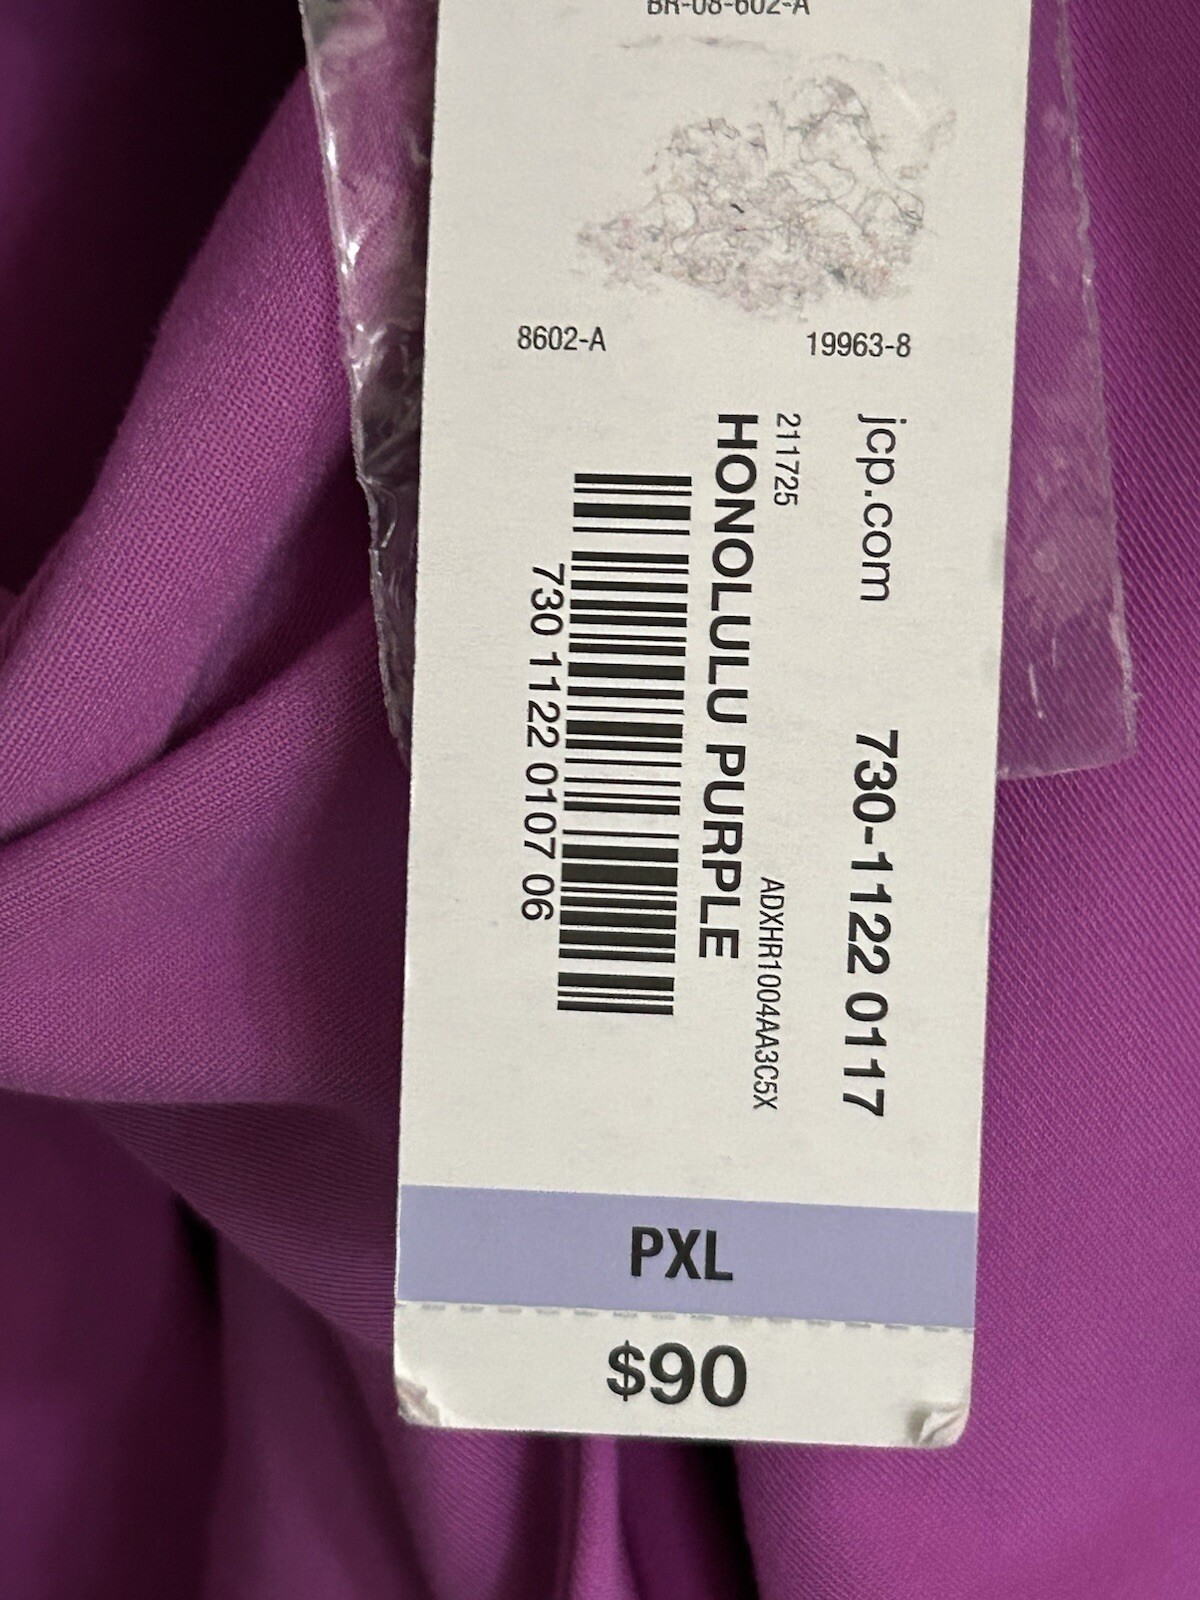 BR-08-602-A
8602-A
19963-8
jcp.com
730-1122 0117
211725
ADXHR1004AA3C5X
HONOLULU PURPLE
730 1122 0107 06
PXL
$90